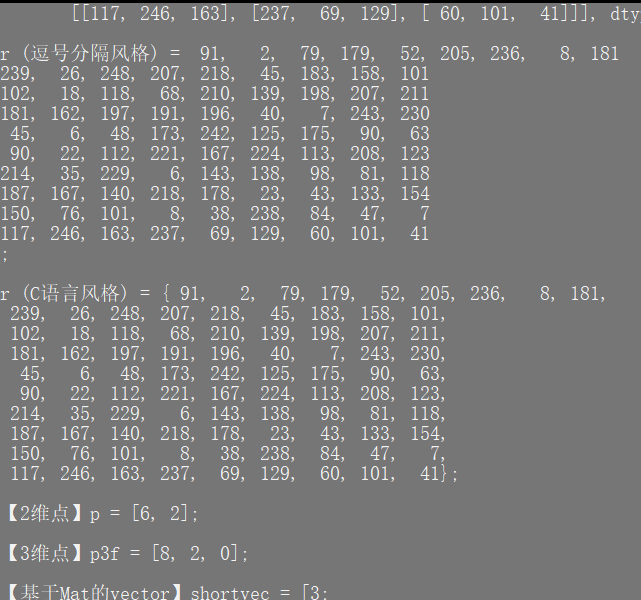 [[117, 246, 163], [237,  69, 129], [ 60, 101,  41]]], dty
r (逗号分隔风格) =  91,   2,  79, 179,  52, 205, 236,   8, 181
239,  26, 248, 207, 218,  45, 183, 158, 101
102,  18, 118,  68, 210, 139, 198, 207, 211
181, 162, 197, 191, 196,  40,   7, 243, 230
 45,   6,  48, 173, 242, 125, 175,  90,  63
 90,  22, 112, 221, 167, 224, 113, 208, 123
214,  35, 229,   6, 143, 138,  98,  81, 118
187, 167, 140, 218, 178,  23,  43, 133, 154
150,  76, 101,   8,  38, 238,  84,  47,   7
117, 246, 163, 237,  69, 129,  60, 101,  41
;
r (C语言风格) = { 91,   2,  79, 179,  52, 205, 236,   8, 181,
 239,  26, 248, 207, 218,  45, 183, 158, 101,
 102,  18, 118,  68, 210, 139, 198, 207, 211,
 181, 162, 197, 191, 196,  40,   7, 243, 230,
  45,   6,  48, 173, 242, 125, 175,  90,  63,
  90,  22, 112, 221, 167, 224, 113, 208, 123,
 214,  35, 229,   6, 143, 138,  98,  81, 118,
 187, 167, 140, 218, 178,  23,  43, 133, 154,
 150,  76, 101,   8,  38, 238,  84,  47,   7,
 117, 246, 163, 237,  69, 129,  60, 101,  41};
【2维点】p = [6, 2];
【3维点】p3f = [8, 2, 0];
【基于Mat的vector】shortvec = [3;